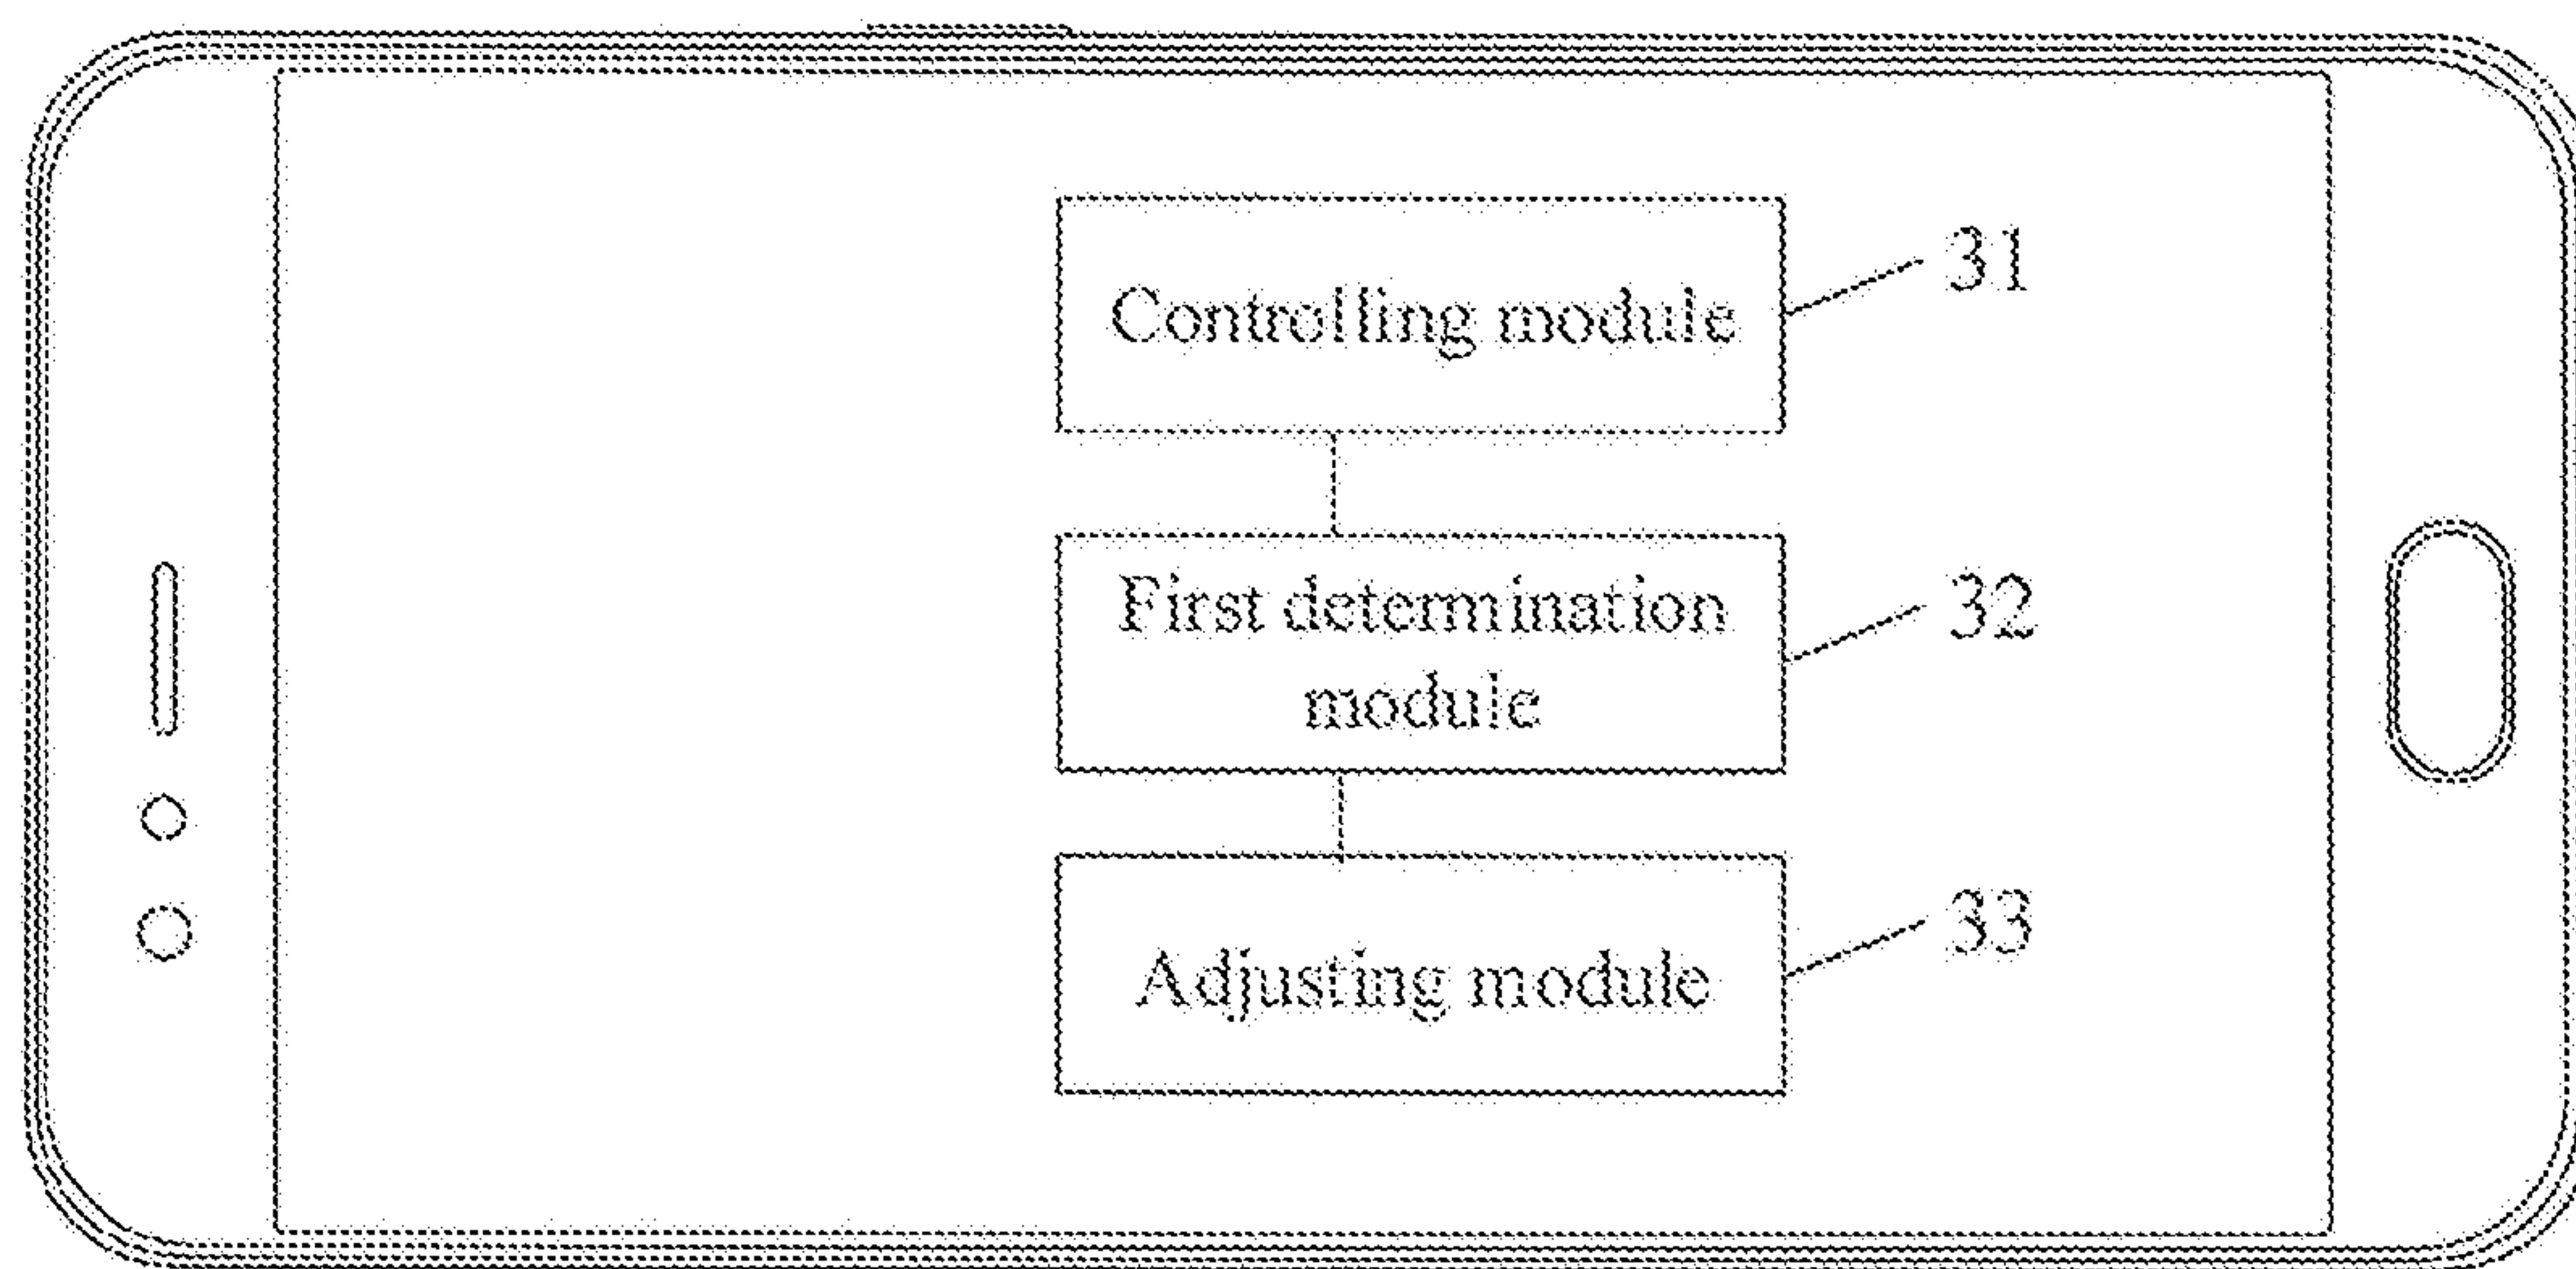 Controlling module
31
First determination
module
32
Adjusting module
33